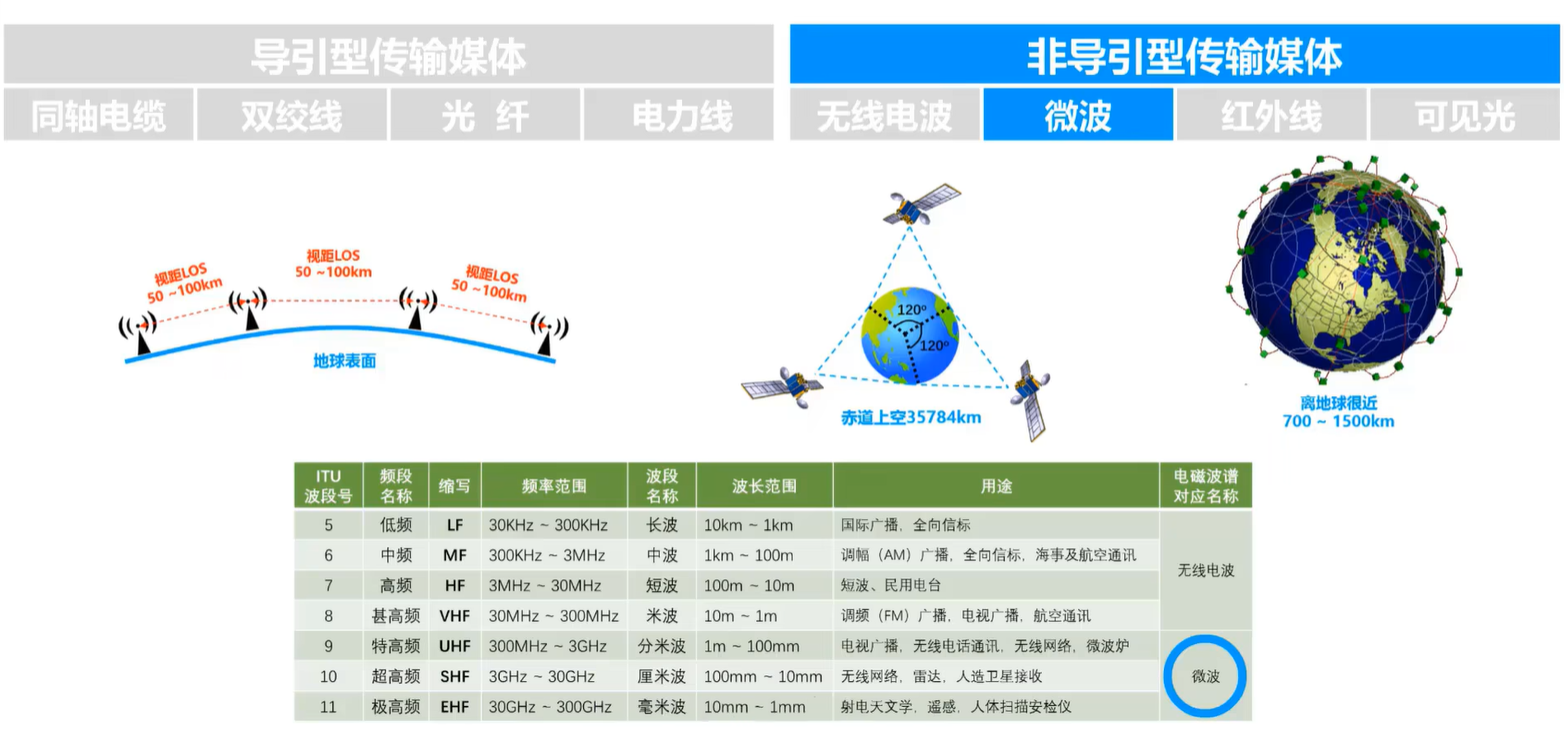 导引型传输媒体
非导引型传输媒体
同轴电缆 双绞线 光 纤 电力线 无线电波 微波 红外线 可见光
视距LOS
50 ~100km
视距LOS
50 ~100km
视距LOS
50 ~100km
地球表面
120º
120º
赤道上空35784km
离地球很近
700 ~ 1500km
ITU
波段号
频段
名称
缩写
频率范围
波段
名称
波长范围
用途
电磁波谱
对应名称
5 低频 LF 30KHz ~ 300KHz 长波 10km ~ 1km 国际广播，全向信标
6 中频 MF 300KHz ~ 3MHz 中波 1km ~ 100m 调幅（AM）广播，全向信标，海事及航空通讯
7 高频 HF 3MHz ~ 30MHz 短波 100m ~ 10m 短波、民用电台
8 甚高频 VHF 30MHz ~ 300MHz 米波 10m ~ 1m 调频（FM）广播，电视广播，航空通讯
无线电波
9 特高频 UHF 300MHz ~ 3GHz 分米波 1m ~ 100mm 电视广播，无线电话通讯，无线网络，微波炉
10 超高频 SHF 3GHz ~ 30GHz 厘米波 100mm ~ 10mm 无线网络，雷达，人造卫星接收
11 极高频 EHF 30GHz ~ 300GHz 毫米波 10mm ~ 1mm 射电天文学，遥感，人体扫描安检仪
微波